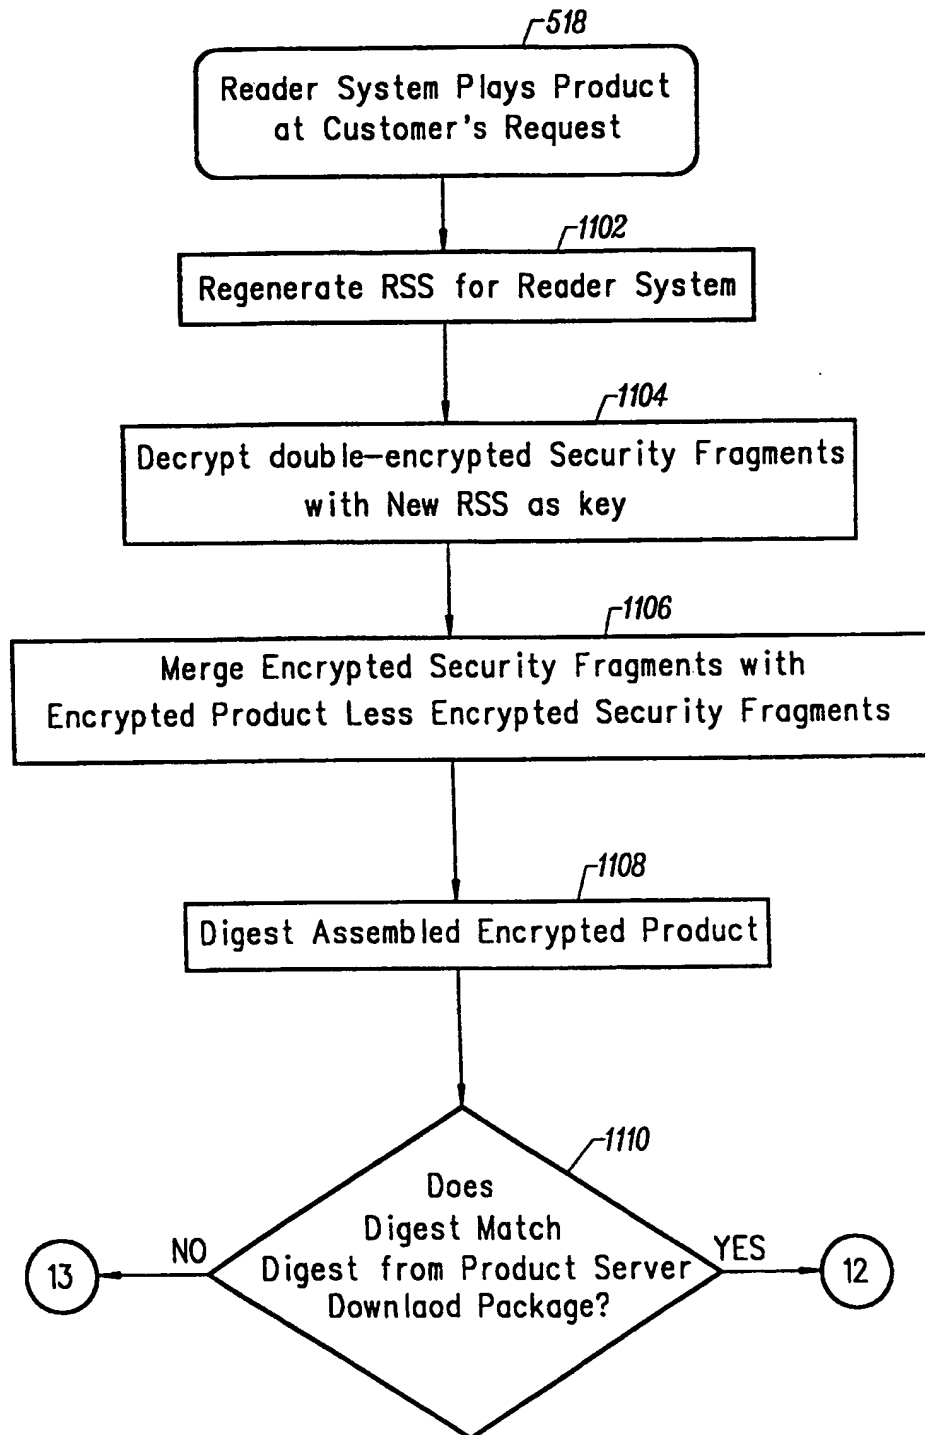 518
Reader System Plays Product
at Customer's Request
1102
Regenerate RSS for Reader System
1104
Decrypt double-encrypted Security Fragments
with New RSS as key
1106
Merge Encrypted Security Fragments with
Encrypted Product Less Encrypted Security Fragments
1108
Digest Assembled Encrypted Product
1110
Does
Digest Match
Digest from Product Server
Downlaod Package?
NO
YES
13
12